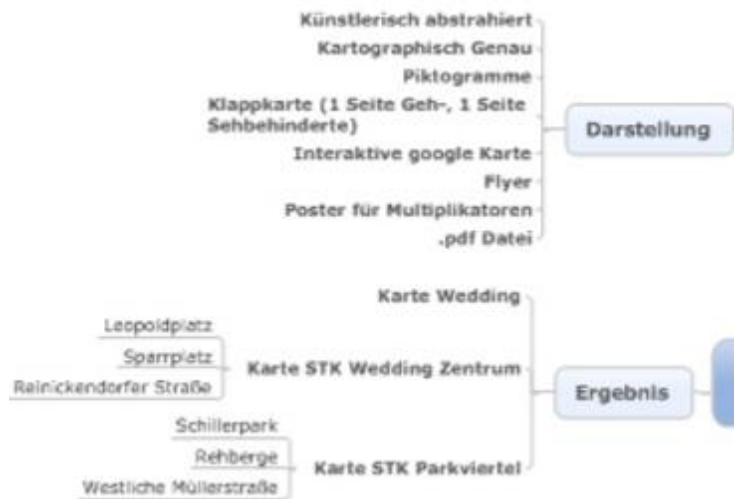 Künstlerisch abstrahiert
Kartographisch Genau
Piktogramme
Klappkarte (1 Seite Geh-, 1 Seite
Sehbehinderte)
Interaktive google Karte
Flyer
Poster für Multiplikatoren
.pdf Datei
Darstellung
Karte Wedding
Leopoldplatz
Sparrplatz
Reinickendorfer Straße
Karte STK Wedding Zentrum
Schillerpark
Rehberge
Westliche Müllerstraße
Karte STK Parkviertel
Ergebnis